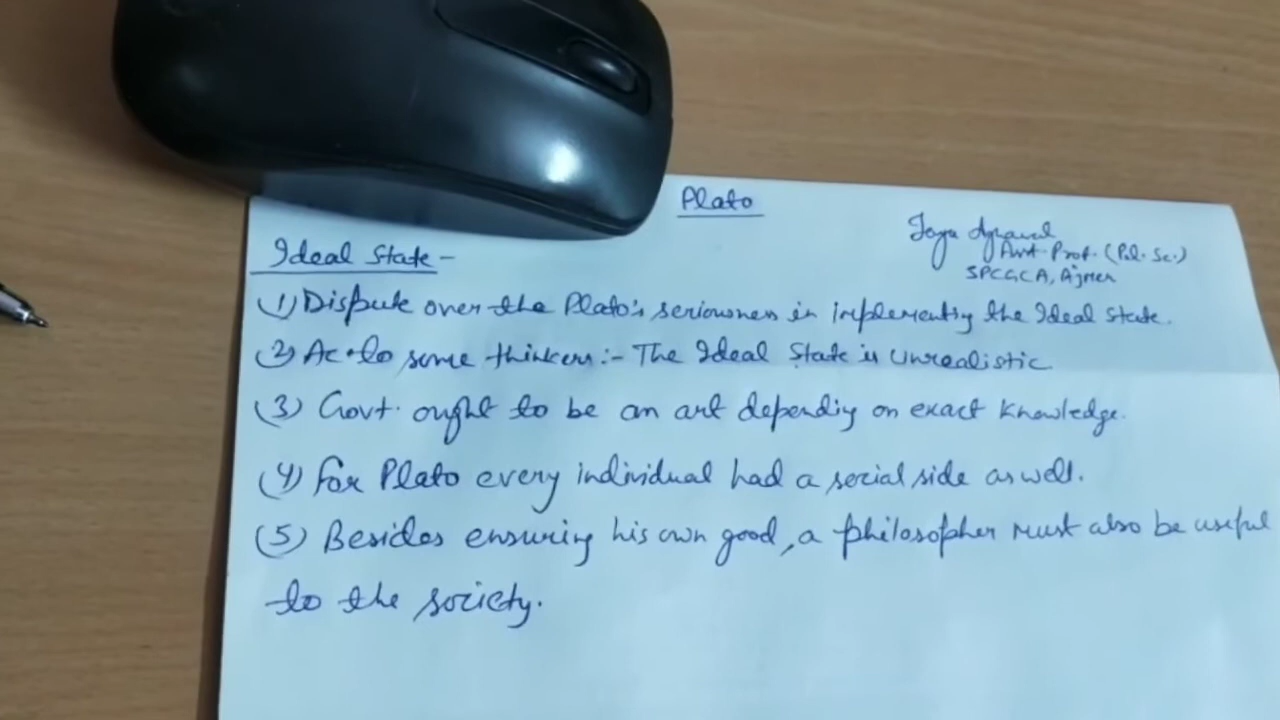 Plato
Jaya Agrawal
Asst. Prof. (Pol. Sc.)
SPCGCA, Ajmer
Ideal State -
(1) Dispute over the Plato's seriousness in implementing the Ideal State.
(2) Ac. to some thinkers:- The Ideal State is Unrealistic
(3) Govt. ought to be an art depending on exact knowledge.
(4) For Plato every individual had a social side as well.
(5) Besides ensuring his own good, a philosopher must also be useful
to the society.